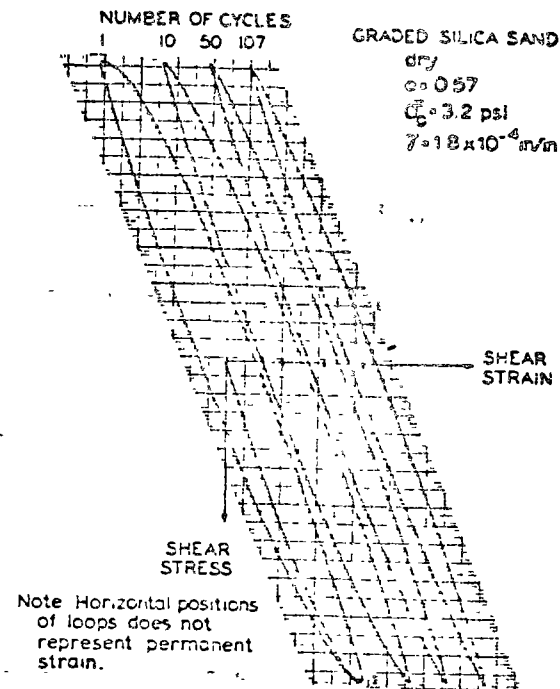 NUMBER OF CYCLES
1 10 50 107
GRADED SILICA SAND
dry
e = 0.57
σ̄c = 3.2 psi
γ = 1.8 x 10⁻⁴ in/in
SHEAR
STRAIN
SHEAR
STRESS
Note Horizontal positions
of loops does not
represent permanent
strain.